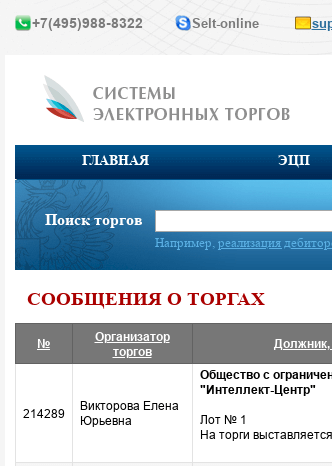 +7(495)988-8322 Selt-online sup
СИСТЕМЫ
ЭЛЕКТРОННЫХ ТОРГОВ
ГЛАВНАЯ ЭЦП
Поиск торгов
Например, реализация дебитор
СООБЩЕНИЯ О ТОРГАХ
№ Организатор торгов Должник,
Общество с ограничен
"Интеллект-Центр"
214289 Викторова Елена
Юрьевна
Лот № 1
На торги выставляется